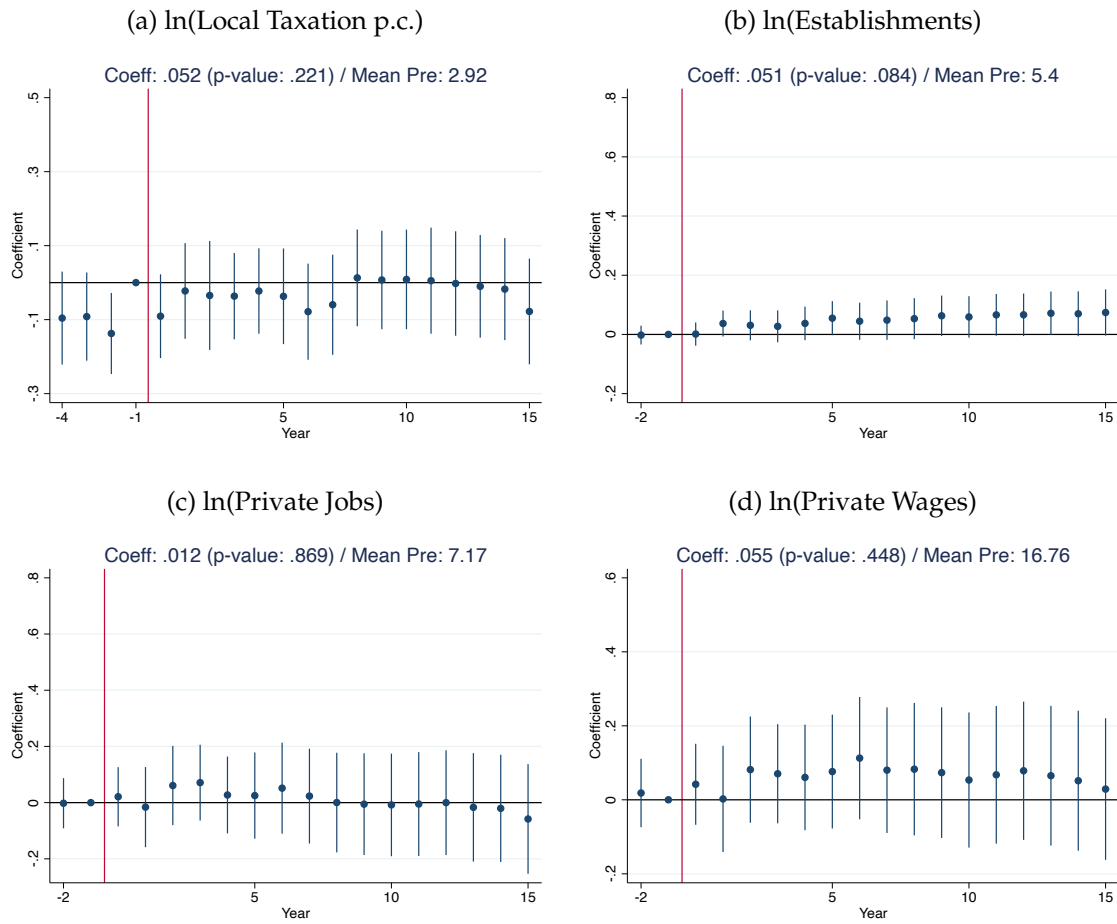 (a) ln(Local Taxation p.c.)
Coeff: .052 (p-value: .221) / Mean Pre: 2.92
.5
.3
.1
-.1
-.3
Coefficient
-4
-1
5
10
15
Year
(b) ln(Establishments)
Coeff: .051 (p-value: .084) / Mean Pre: 5.4
.8
.6
.4
.2
0
-.2
Coefficient
-2
5
10
15
Year
(c) ln(Private Jobs)
Coeff: .012 (p-value: .869) / Mean Pre: 7.17
.8
.6
.4
.2
0
-.2
Coefficient
-2
5
10
15
Year
(d) ln(Private Wages)
Coeff: .055 (p-value: .448) / Mean Pre: 16.76
.6
.4
.2
0
-.2
Coefficient
-2
5
10
15
Year